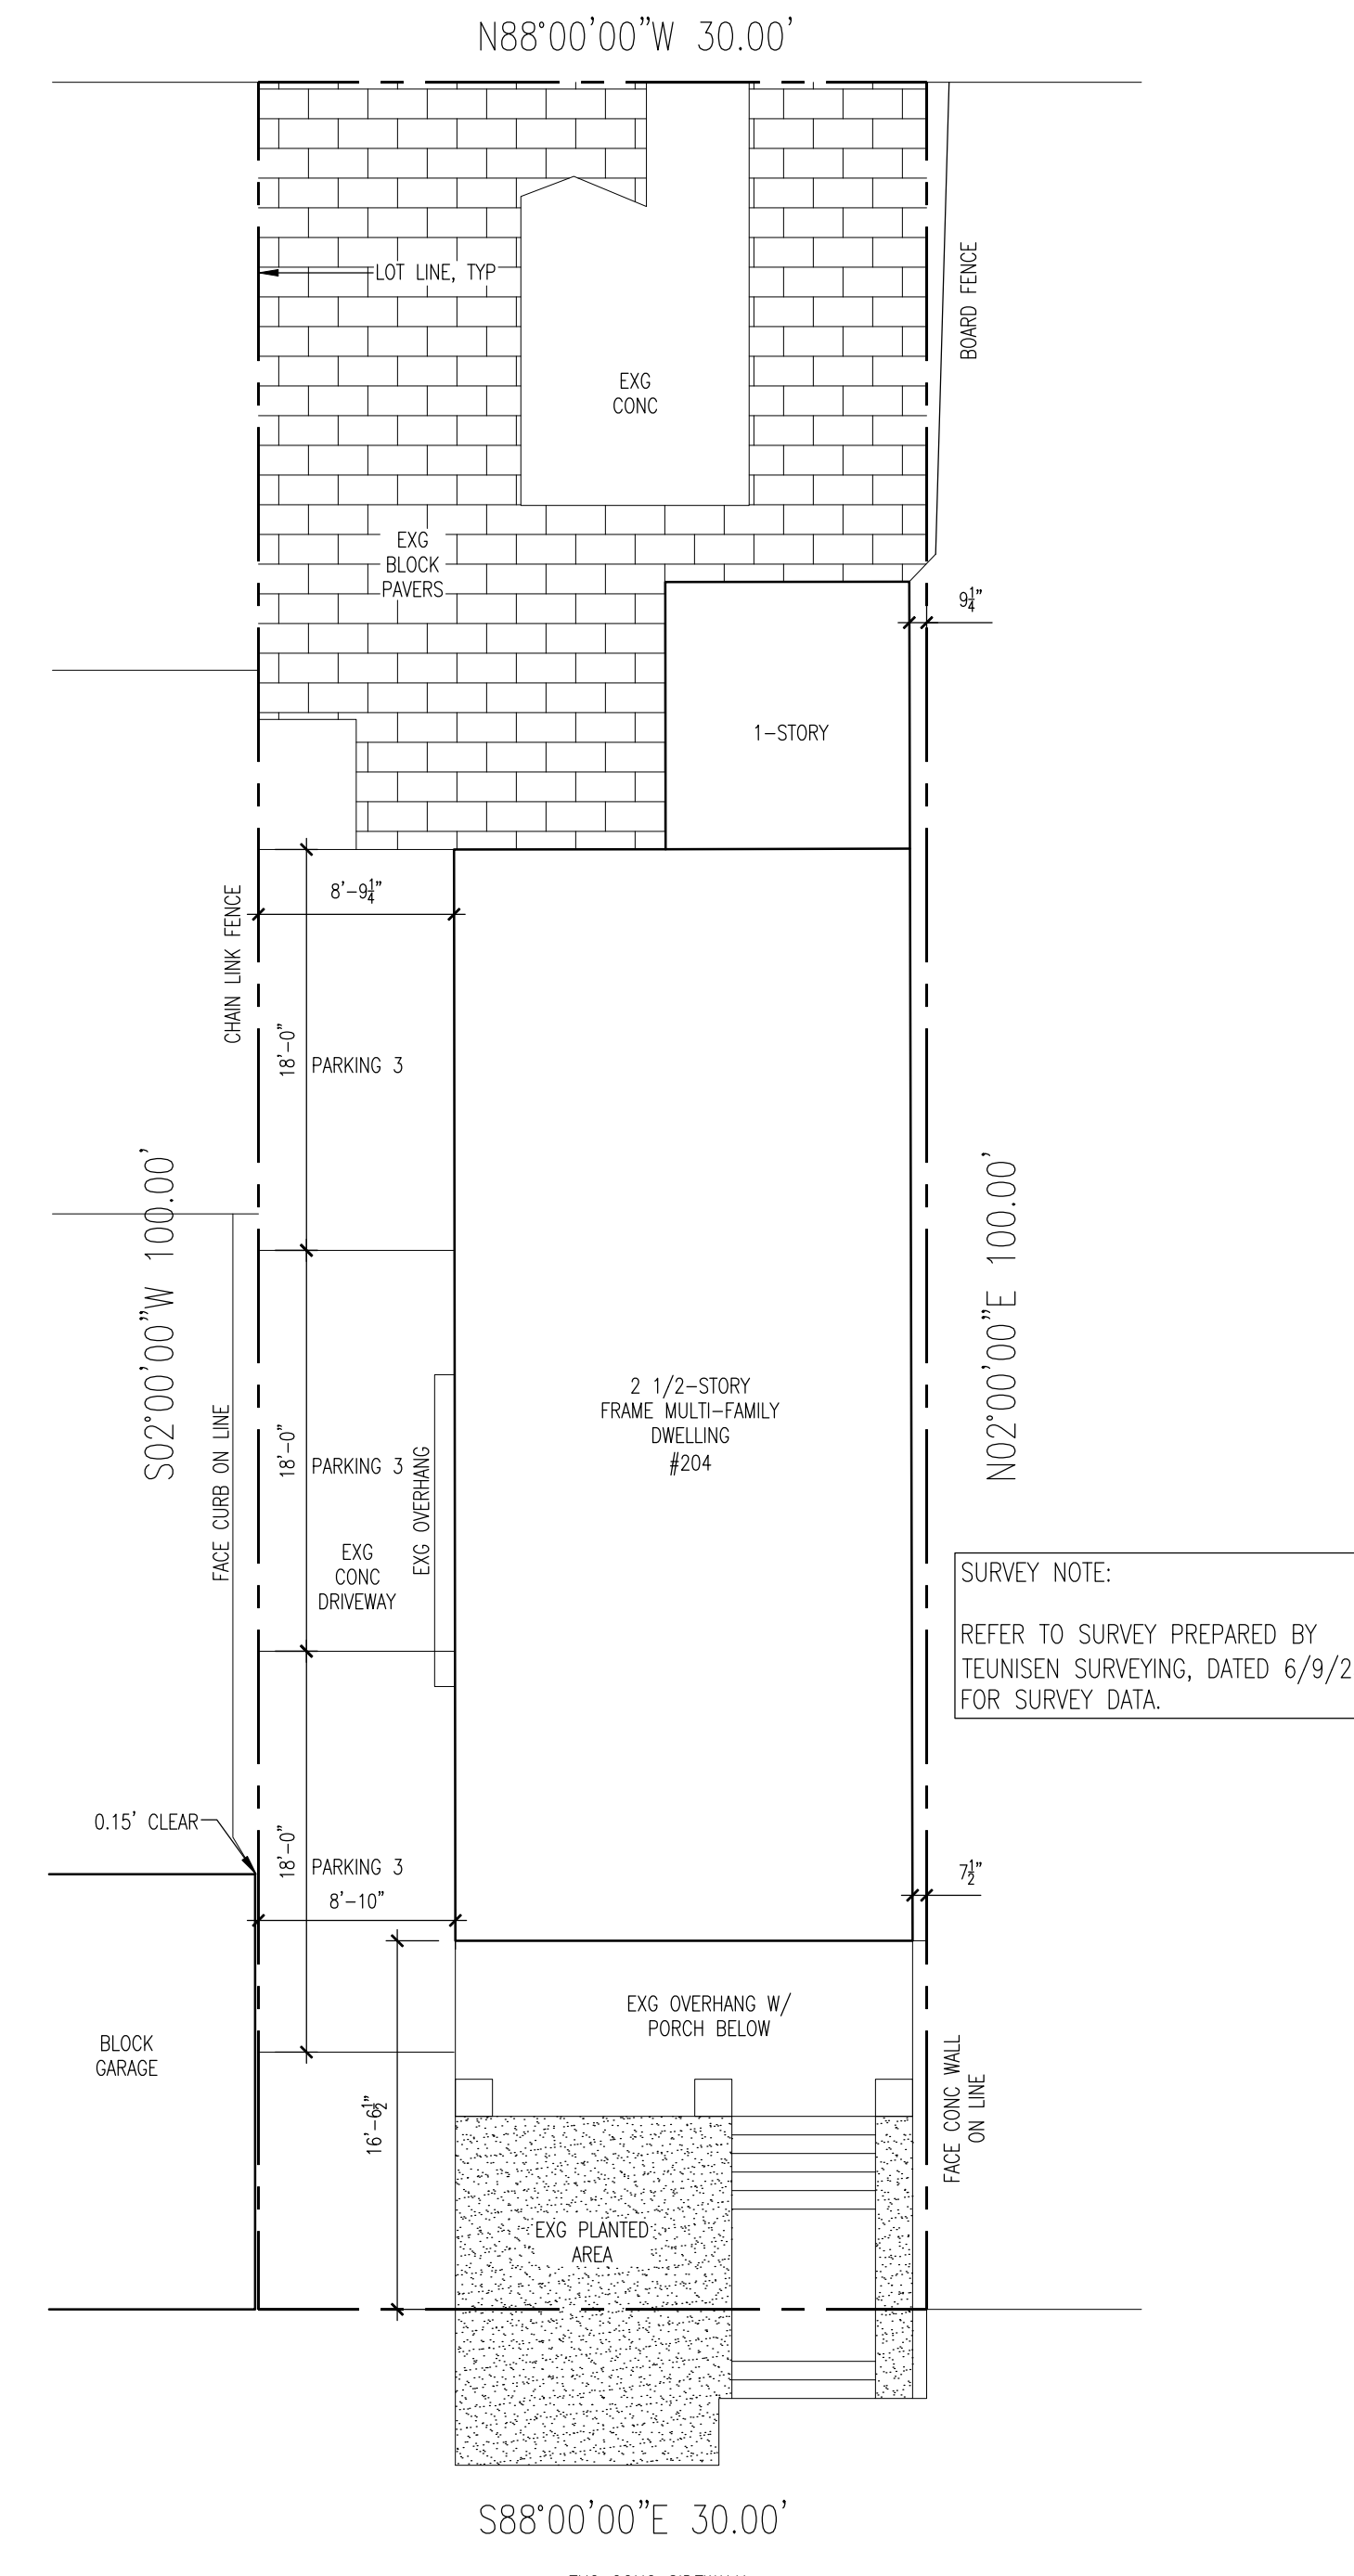 N88°00'00"W 30.00'
LOT LINE, TYP
BOARD FENCE
EXG
CONC
EXG
BLOCK
PAVERS
9¼"
1-STORY
8'-9¼"
CHAIN LINK FENCE
18'-0"
PARKING 3
S02°00'00"W 100.00'
N02°00'00"E 100.00'
2 1/2-STORY
FRAME MULTI-FAMILY
DWELLING
#204
FACE CURB ON LINE
18'-0"
PARKING 3
EXG OVERHANG
EXG
CONC
DRIVEWAY
SURVEY NOTE:
REFER TO SURVEY PREPARED BY
TEUNISEN SURVEYING, DATED 6/9/2
FOR SURVEY DATA.
0.15' CLEAR
18'-0"
PARKING 3
8'-10"
7½"
EXG OVERHANG W/
PORCH BELOW
BLOCK
GARAGE
16'-6½"
FACE CONC WALL
ON LINE
EXG PLANTED
AREA
S88°00'00"E 30.00'